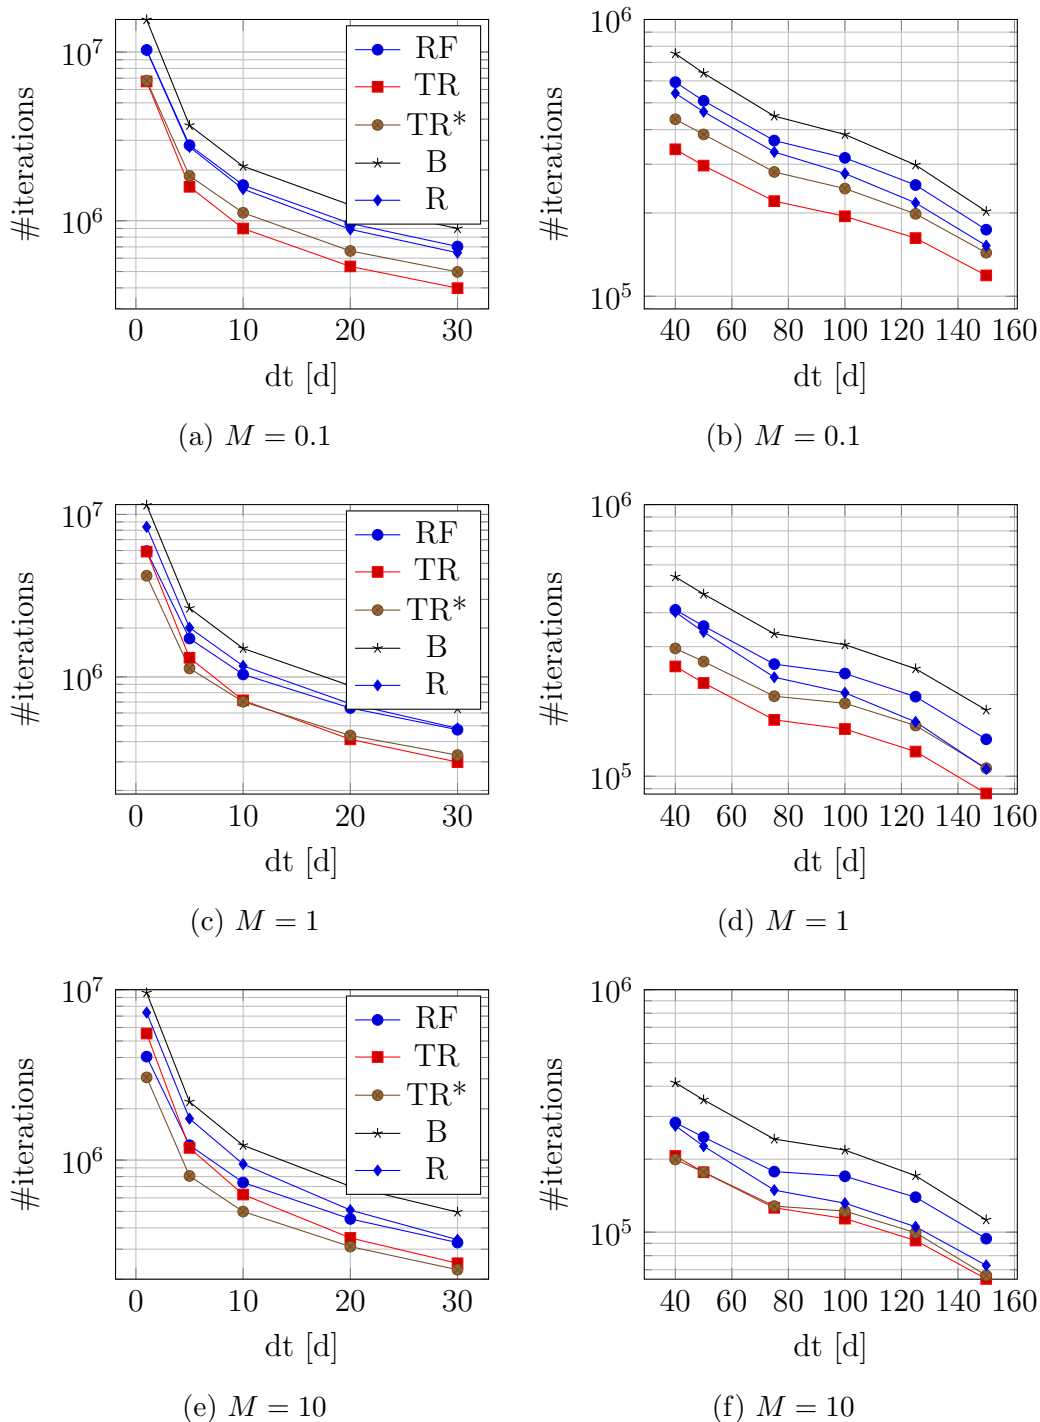 10^7
10^6
#iterations
RF
TR
TR*
B
R
0 10 20 30
dt [d]
(a) M = 0.1
10^6
10^5
#iterations
40 60 80 100 120 140 160
dt [d]
(b) M = 0.1
10^7
10^6
#iterations
RF
TR
TR*
B
R
0 10 20 30
dt [d]
(c) M = 1
10^6
10^5
#iterations
40 60 80 100 120 140 160
dt [d]
(d) M = 1
10^7
10^6
#iterations
RF
TR
TR*
B
R
0 10 20 30
dt [d]
(e) M = 10
10^6
10^5
#iterations
40 60 80 100 120 140 160
dt [d]
(f) M = 10